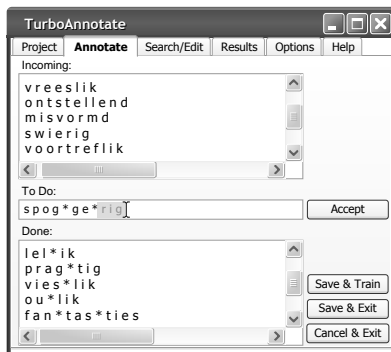 TurboAnnotate
Project Annotate Search/Edit Results Options Help
Incoming:
vreeslik
ontstellend
misvormd
swierig
voortreflik
To Do:
spog*ge*rig Accept
Done:
lel*ik
prag*tig
vies*lik
ou*lik
fan*tas*ties
Save & Train
Save & Exit
Cancel & Exit